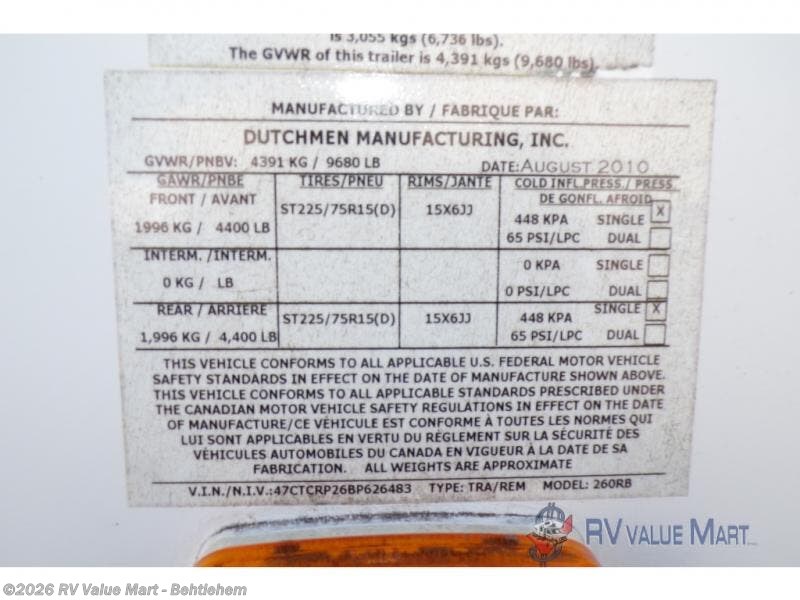 is 3,055 kgs (6,736 lbs).
The GVWR of this trailer is 4,391 kgs (9,680 lbs).
MANUFACTURED BY / FABRIQUE PAR:
DUTCHMEN MANUFACTURING, INC.
GVWR/PNBV: 4391 KG / 9680 LB DATE: AUGUST 2010
GAWR/PNBE TIRES/PNEU RIMS/JANTE COLD INFL.PRESS./ PRESS. DE GONFL. AFROID
FRONT / AVANT ST225/75R15(D) 15X6JJ 448 KPA SINGLE X
1996 KG / 4400 LB 65 PSI/LPC DUAL
INTERM. /INTERM. 0 KPA SINGLE
0 KG / LB 0 PSI/LPC DUAL
REAR / ARRIERE ST225/75R15(D) 15X6JJ 448 KPA SINGLE X
1,996 KG / 4,400 LB 65 PSI/LPC DUAL
THIS VEHICLE CONFORMS TO ALL APPLICABLE U.S. FEDERAL MOTOR VEHICLE
SAFETY STANDARDS IN EFFECT ON THE DATE OF MANUFACTURE SHOWN ABOVE.
THIS VEHICLE CONFORMS TO ALL APPLICABLE STANDARDS PRESCRIBED UNDER
THE CANADIAN MOTOR VEHICLE SAFETY REGULATIONS IN EFFECT ON THE DATE
OF MANUFACTURE/CE VÉHICULE EST CONFORME À TOUTES LES NORMES QUI
LUI SONT APPLICABLES EN VERTU DU RÉGLEMENT SUR LA SÉCURITÉ DES
VÉHICULES AUTOMOBILES DU CANADA EN VIGUEUR À LA DATE DE SA
FABRICATION. ALL WEIGHTS ARE APPROXIMATE
V.I.N./N.I.V.:47CTCRP26BP626483 TYPE: TRA/REM MODEL: 260RB
RV VALUE MART
©2026 RV Value Mart - Behtlehem